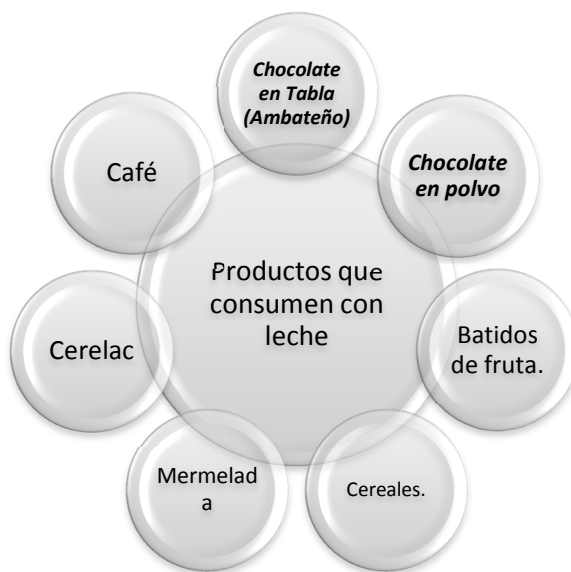 Chocolate
en Tabla
(Ambateño)
Chocolate
en polvo
Batidos
de fruta.
Cereales.
Mermelad
a
Cerelac
Café
Productos que
consumen con
leche